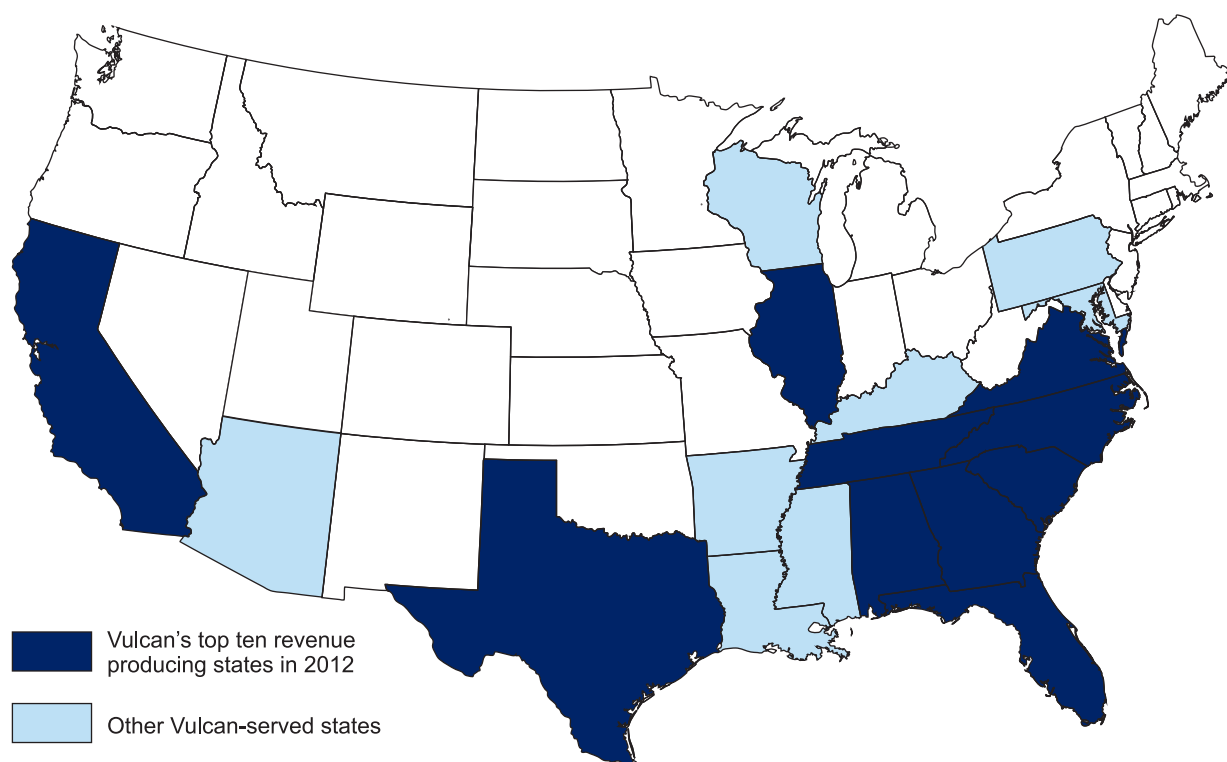 Vulcan’s top ten revenue
producing states in 2012
Other Vulcan-served states